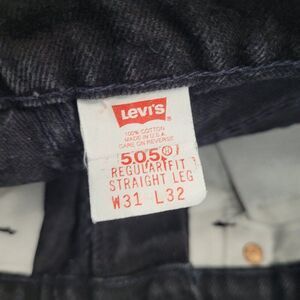 LEVI'S
100% COTTON
MADE IN U.S.A.
CARE ON REVERSE
505®
REGULAR FIT
STRAIGHT LEG
W31 L32